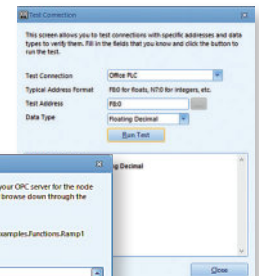 Test Connection
This screen allows you to test connections with specific addresses and data
types to verify them. Fill in the fields that you know and click the button to
run the test.
Test Connection
Office PLC
Typical Address Format
F8:0 for floats, N7:0 for integers, etc.
Test Address
F8:0
Data Type
Floating Decimal
Run Test
your OPC server for the node
browse down through the
xamples.Functions.Ramp1
ng Decimal
Close